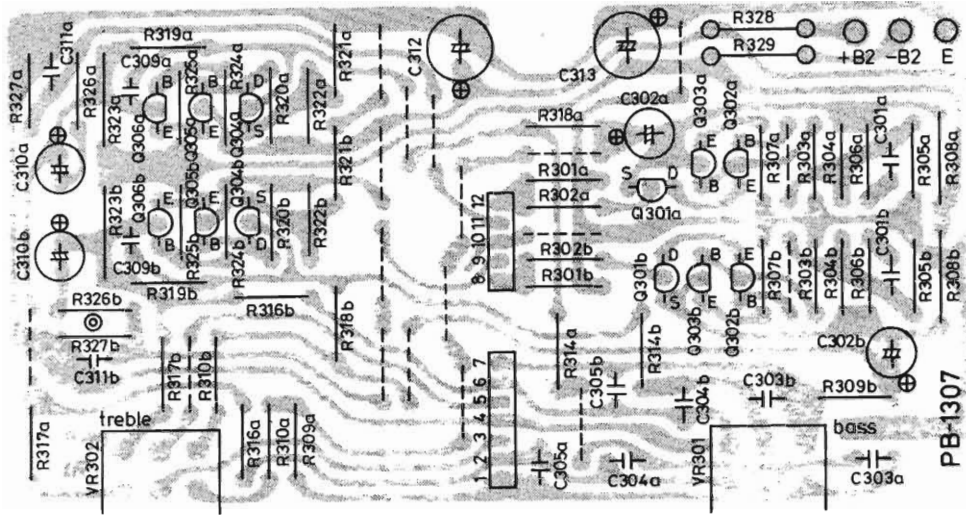 R327a
C311a
R326a
R319a
C309a
R323a
Q306a
B
E
R325a
Q305a
B
E
R324a
Q304a
D
S
R320a
R322a
R321a
C312
C313
R328
R329
+B2
-B2
E
C310a
R323b
Q306b
E
B
Q305b
E
B
R325b
Q304b
S
D
R324b
R320b
R322b
R321b
C310b
C309b
R319b
R318a
R301a
R302a
R302b
R301b
8 9 10 11 12
C302a
S
D
Q301a
Q303a
E
B
Q302a
B
E
R307a
R303a
R304a
R306a
C301a
R305a
R308a
Q301b
D
S
Q303b
B
E
Q302b
E
B
R307b
R303b
R304b
R306b
C301b
R305b
R308b
R326b
R327b
C311b
R316b
R318b
R317b
R310b
R314a
R314b
C305b
C304b
C303b
C302b
R309b
R317a
treble
VR302
R316a
R310a
R309a
1 2 3 4 5 6 7
C305a
C304a
VR301
bass
C303a
PB-1307